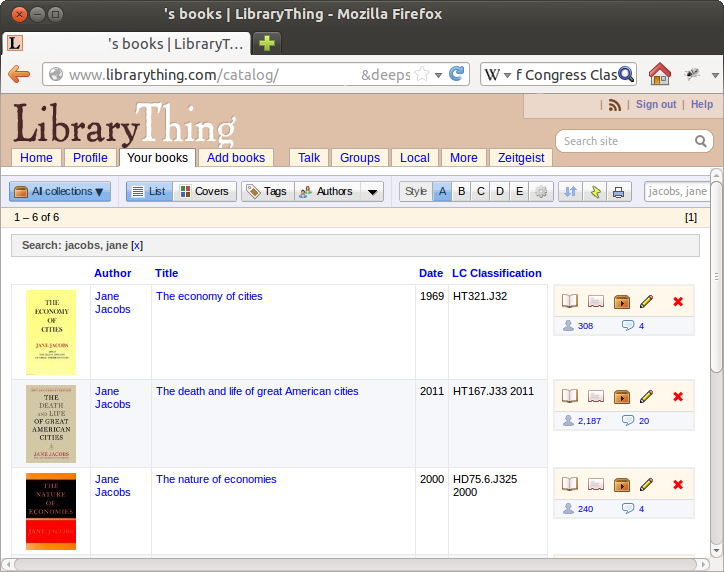 's books | LibraryThing - Mozilla Firefox
's books | LibraryT...
www.librarything.com/catalog/ &deeps
W f Congress Clas
LibraryThing
| | Sign out | Help
Search site
Home Profile Your books Add books Talk Groups Local More Zeitgeist
All collections List Covers Tags Authors Style A B C D E jacobs, jane
1 – 6 of 6 [1]
Search: jacobs, jane [x]
Author Title Date LC Classification
THE ECONOMY OF CITIES JANE JACOBS
Jane Jacobs The economy of cities 1969 HT321.J32
308 4
THE DEATH AND LIFE OF GREAT AMERICAN CITIES JANE JACOBS
Jane Jacobs The death and life of great American cities 2011 HT167.J33 2011
2,187 20
THE NATURE OF ECONOMIES JANE JACOBS
Jane Jacobs The nature of economies 2000 HD75.6.J325 2000
240 4